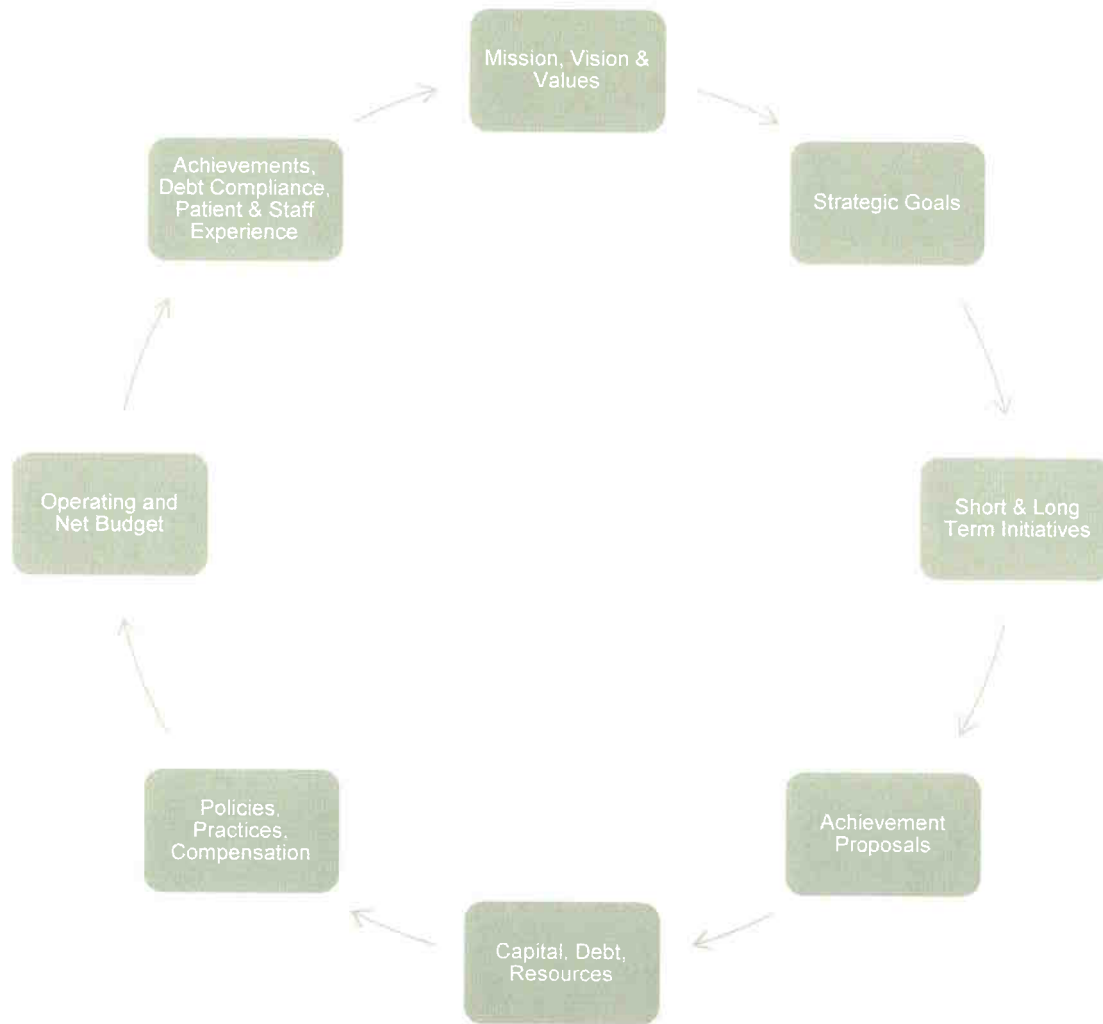 Mission, Vision &
Values
Strategic Goals
Short & Long
Term Initiatives
Achievement
Proposals
Capital, Debt,
Resources
Policies,
Practices,
Compensation
Operating and
Net Budget
Achievements,
Debt Compliance,
Patient & Staff
Experience